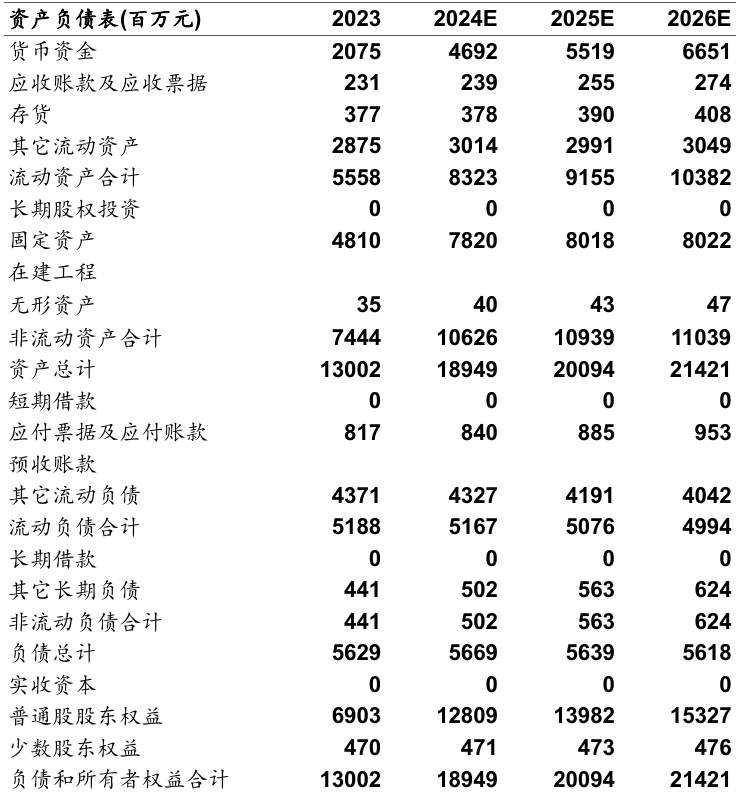 资产负债表(百万元) 2023 2024E 2025E 2026E
货币资金 2075 4692 5519 6651
应收账款及应收票据 231 239 255 274
存货 377 378 390 408
其它流动资产 2875 3014 2991 3049
流动资产合计 5558 8323 9155 10382
长期股权投资 0 0 0 0
固定资产 4810 7820 8018 8022
在建工程
无形资产 35 40 43 47
非流动资产合计 7444 10626 10939 11039
资产总计 13002 18949 20094 21421
短期借款 0 0 0 0
应付票据及应付账款 817 840 885 953
预收账款
其它流动负债 4371 4327 4191 4042
流动负债合计 5188 5167 5076 4994
长期借款 0 0 0 0
其它长期负债 441 502 563 624
非流动负债合计 441 502 563 624
负债总计 5629 5669 5639 5618
实收资本 0 0 0 0
普通股股东权益 6903 12809 13982 15327
少数股东权益 470 471 473 476
负债和所有者权益合计 13002 18949 20094 21421